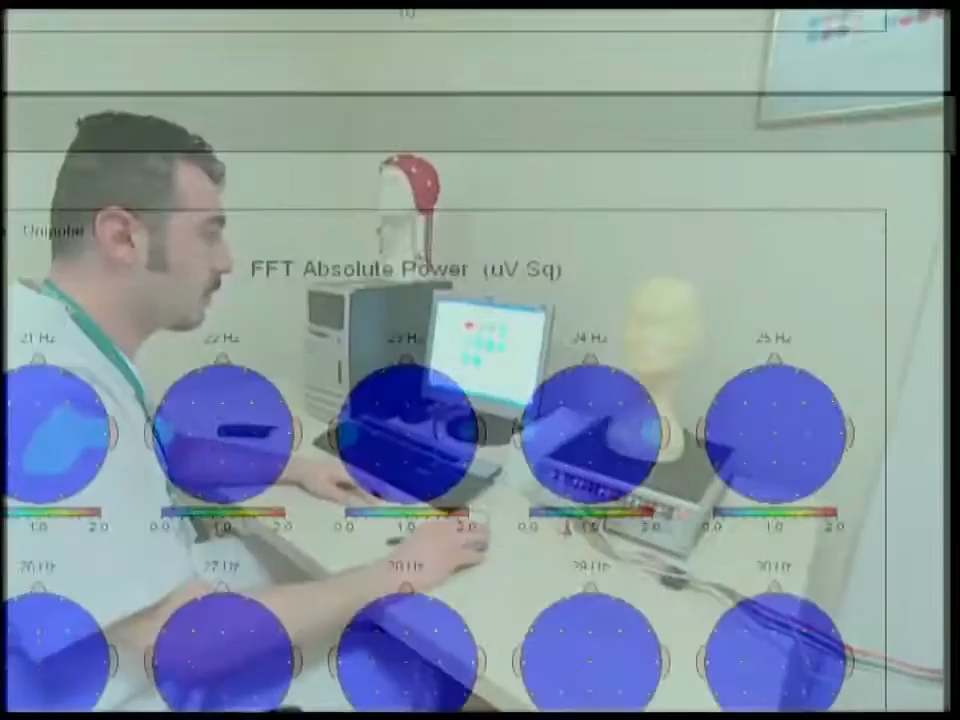 Unipolar
FFT Absolute Power (uV Sq)
21 Hz 22 Hz 23 Hz 24 Hz 25 Hz
1.0 2.0 0.0 1.0 2.0 0.0 1.0 2.0 0.0 1.0 2.0 0.0 1.0 2.0
26 Hz 27 Hz 28 Hz 29 Hz 30 Hz